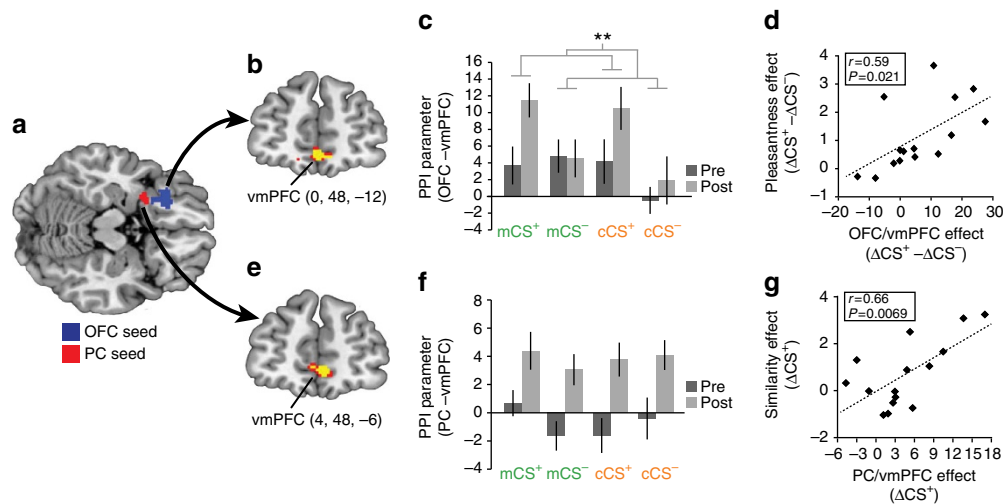 a
OFC seed
PC seed
b
vmPFC (0, 48, –12)
e
vmPFC (4, 48, –6)
c
**
PPI parameter
(OFC –vmPFC)
16
14
12
10
8
6
4
2
0
–2
–4
Pre
Post
mCS⁺ mCS⁻ cCS⁺ cCS⁻
d
r=0.59
P=0.021
Pleasantness effect
(ΔCS⁺ –ΔCS⁻)
4
3
2
1
0
–1
–20 –10 0 10 20 30
OFC/vmPFC effect
(ΔCS⁺ –ΔCS⁻)
f
PPI parameter
(PC –vmPFC)
8
6
4
2
0
–2
–4
Pre
Post
mCS⁺ mCS⁻ cCS⁺ cCS⁻
g
r=0.66
P=0.0069
Similarity effect
(ΔCS⁺)
4
2
0
–2
–6 –3 0 3 6 9 12 15 18
PC/vmPFC effect
(ΔCS⁺)